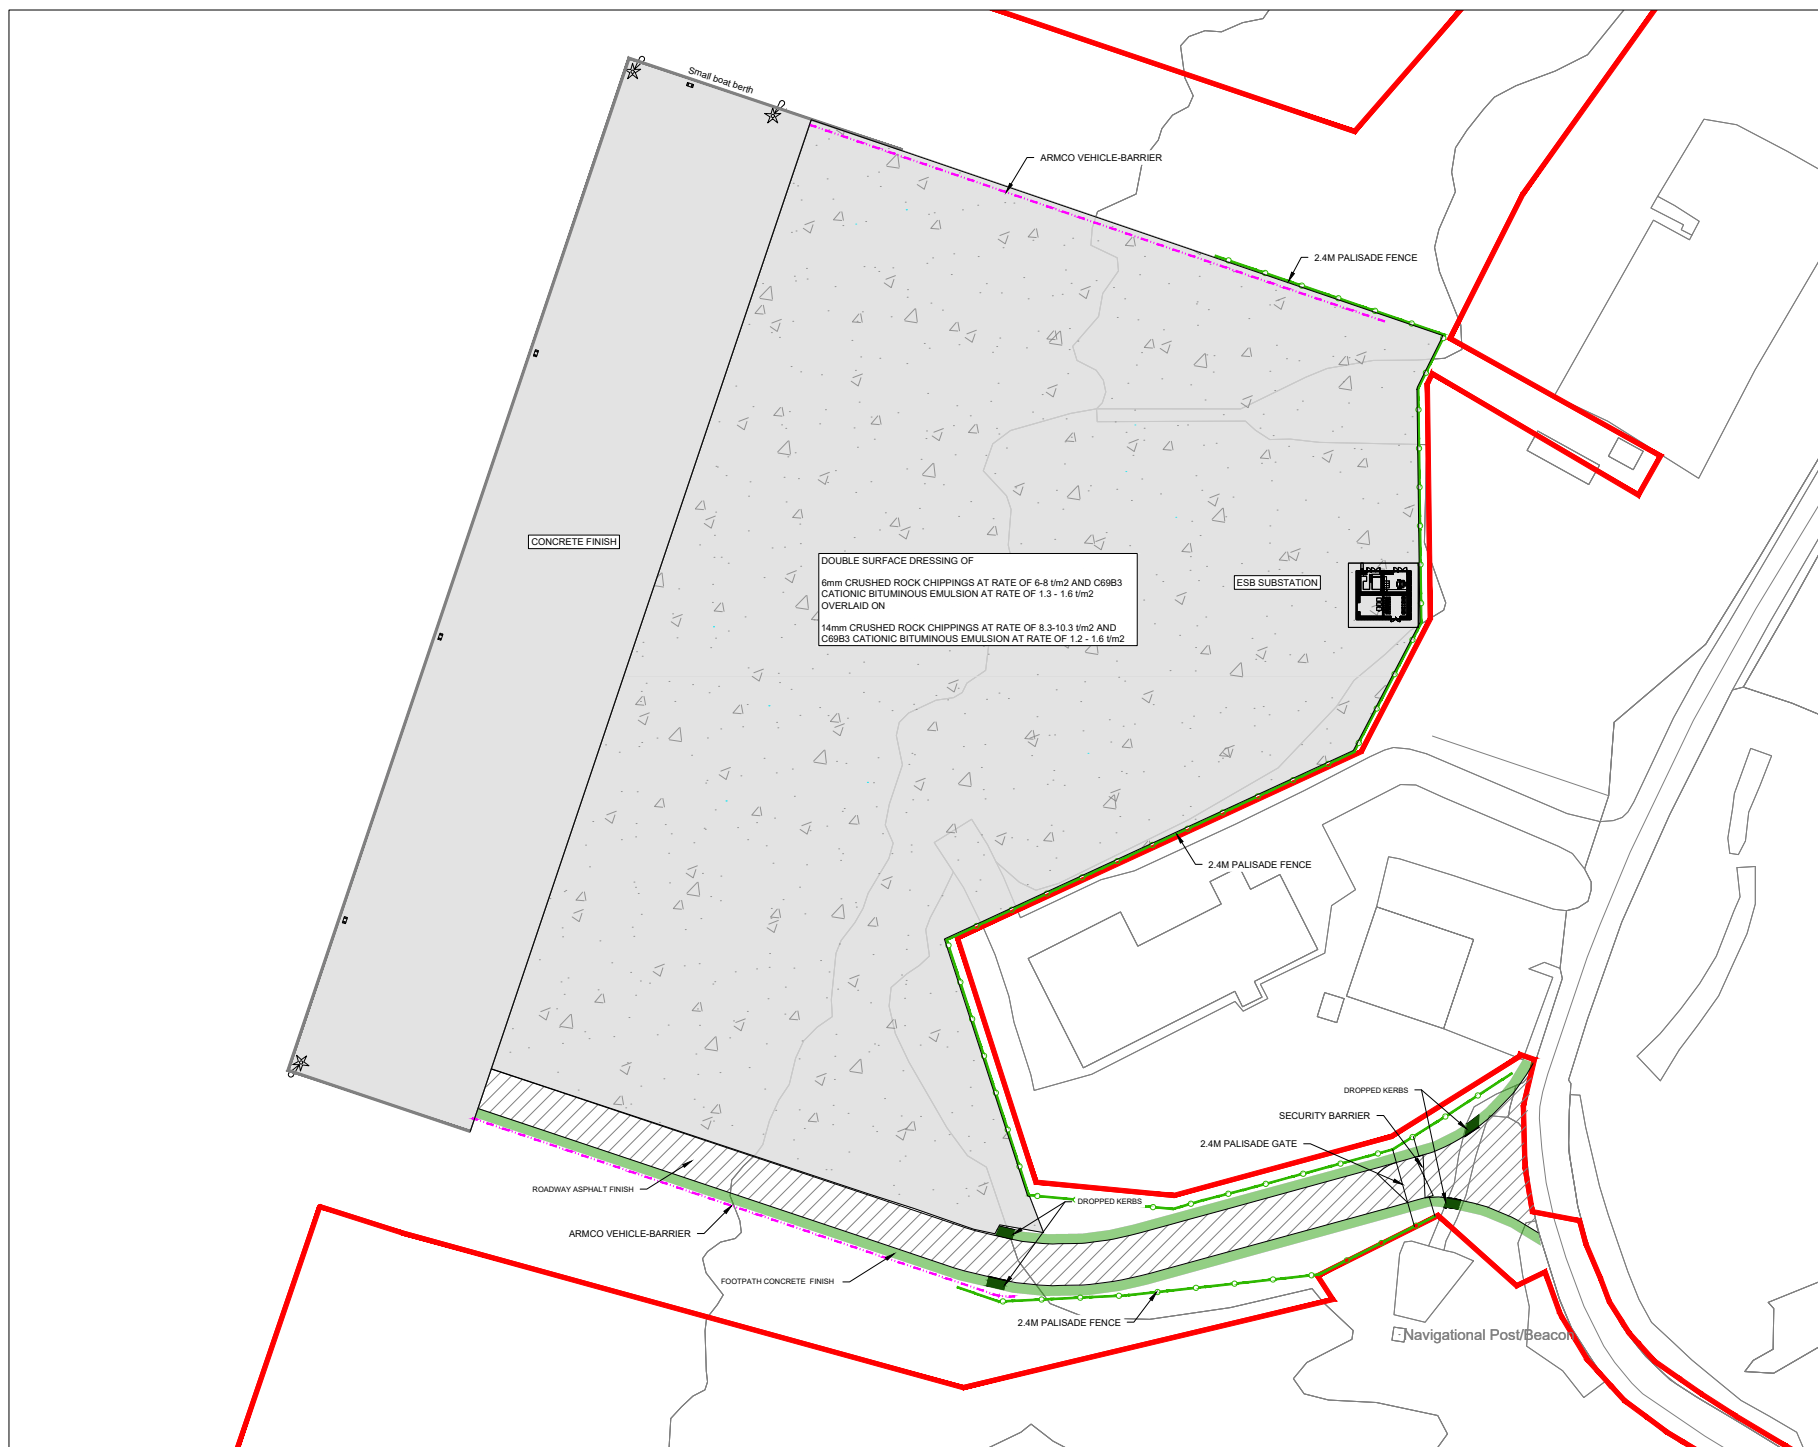 Small boat berth
ARMCO VEHICLE-BARRIER
2.4M PALISADE FENCE
CONCRETE FINISH
DOUBLE SURFACE DRESSING OF
6mm CRUSHED ROCK CHIPPINGS AT RATE OF 6-8 t/m2 AND C69B3
CATIONIC BITUMINOUS EMULSION AT RATE OF 1.3 - 1.6 t/m2
OVERLAID ON
14mm CRUSHED ROCK CHIPPINGS AT RATE OF 8.3-10.3 t/m2 AND
C69B3 CATIONIC BITUMINOUS EMULSION AT RATE OF 1.2 - 1.6 t/m2
ESB SUBSTATION
2.4M PALISADE FENCE
DROPPED KERBS
SECURITY BARRIER
2.4M PALISADE GATE
ROADWAY ASPHALT FINISH
DROPPED KERBS
ARMCO VEHICLE-BARRIER
FOOTPATH CONCRETE FINISH
2.4M PALISADE FENCE
Navigational Post/Beacon